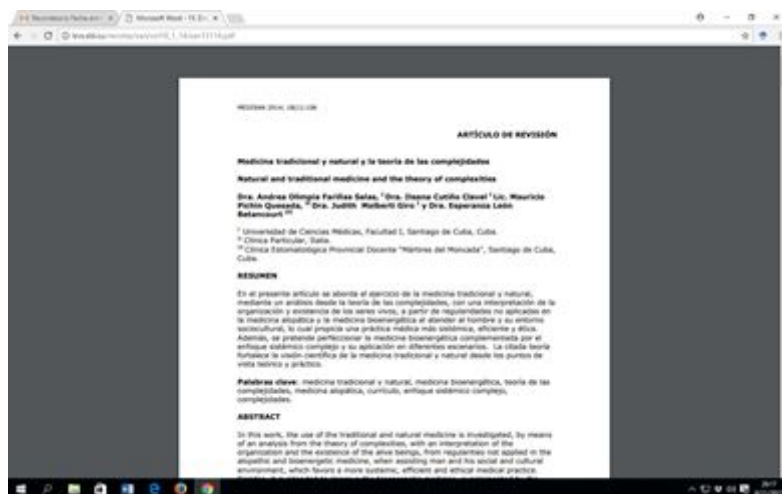 Microsoft Word - 15.
MEDISAN 2014;
ARTÍCULO DE REVISIÓN
Medicina tradicional y natural y la teoría de las complejidades
Natural and traditional medicine and the theory of complexities
Dra. Andrea Olimpia Fariñas Salas, Dra. Ileana Cutiño Clavel Lic. Mauricio
Pichin Quesada, Dra. Judith Malberti Giro y Dra. Esperanza León
Betancourt
Universidad de Ciencias Médicas, Facultad I, Santiago de Cuba, Cuba.
Clínica Particular, Italia.
Clínica Estomatológica Provincial Docente "Mártires del Moncada", Santiago de Cuba,
Cuba.
RESUMEN
En el presente artículo se aborda el ejercicio de la medicina tradicional y natural,
mediante un análisis desde la teoría de las complejidades, con una interpretación de la
organización y existencia de los seres vivos, a partir de regularidades no aplicadas en
la medicina alopática y la medicina bioenergética al atender al hombre y su entorno
sociocultural, lo cual propicia una práctica médica más sistémica, eficiente y ética.
Además, se pretende perfeccionar la medicina bioenergética complementada por el
enfoque sistémico complejo y su aplicación en diferentes escenarios. La citada teoría
fortalece la visión científica de la medicina tradicional y natural desde los puntos de
vista teórico y práctico.
Palabras clave: medicina tradicional y natural, medicina bioenergética, teoría de las
complejidades, medicina alopática, currículo, enfoque sistémico complejo,
complejidades.
ABSTRACT
In this work, the use of the traditional and natural medicine is investigated, by means
of an analysis from the theory of complexities, with an interpretation of the
organization and the existence of the alive beings, from regularities not applied in the
alopathic and bioenergetic medicine, when assisting man and his social and cultural
environment, which favors a more systemic, efficient and ethical medical practice.